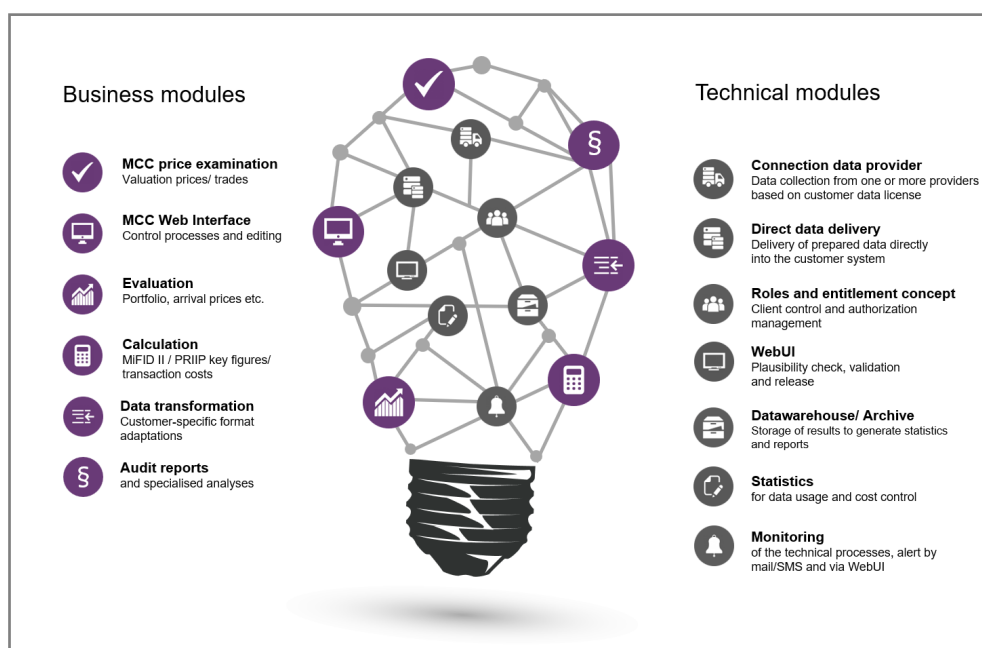 Business modules
MCC price examination
Valuation prices/ trades
MCC Web Interface
Control processes and editing
Evaluation
Portfolio, arrival prices etc.
Calculation
MiFID II / PRIIP key figures/
transaction costs
Data transformation
Customer-specific format
adaptations
§
Audit reports
and specialised analyses
§
Technical modules
Connection data provider
Data collection from one or more providers
based on customer data license
Direct data delivery
Delivery of prepared data directly
into the customer system
Roles and entitlement concept
Client control and authorization
management
WebUI
Plausibility check, validation
and release
Datawarehouse/ Archive
Storage of results to generate statistics
and reports
Statistics
for data usage and cost control
Monitoring
of the technical processes, alert by
mail/SMS and via WebUI